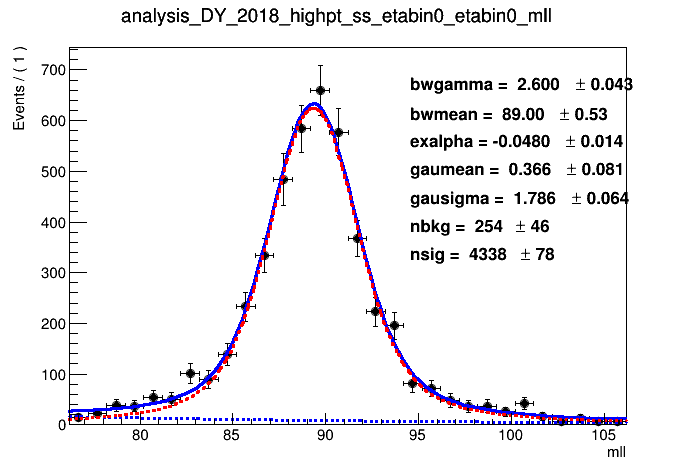 analysis_DY_2018_highpt_ss_etabin0_etabin0_mll
Events / ( 1 )
700
600
500
400
300
200
100
0
bwgamma = 2.600 ± 0.043
bwmean = 89.00 ± 0.53
exalpha = -0.0480 ± 0.014
gaumean = 0.366 ± 0.081
gausigma = 1.786 ± 0.064
nbkg = 254 ± 46
nsig = 4338 ± 78
80 85 90 95 100 105
mll